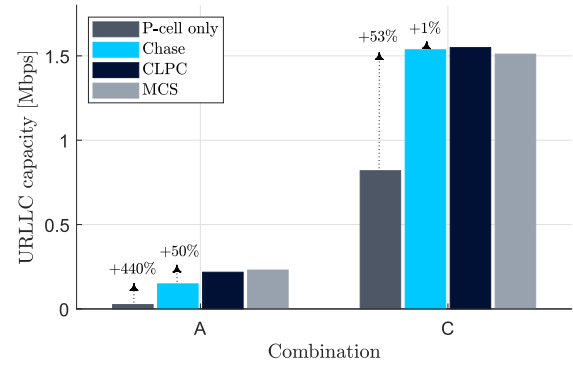 P-cell only
Chase
CLPC
MCS
+53%
+1%
+440%
+50%
URLLC capacity [Mbps]
1.5
1
0.5
0
A
C
Combination